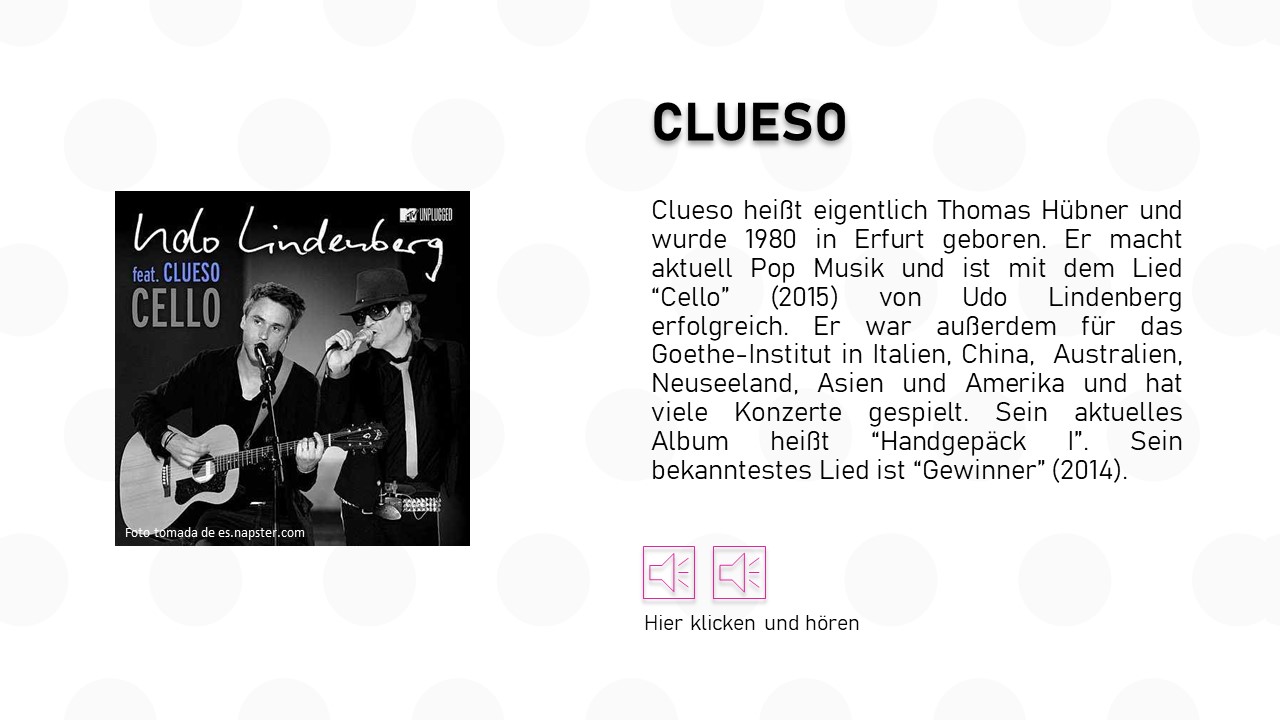 CLUESO
Udo Lindenberg
MTV UNPLUGGED
feat. CLUESO
CELLO
Foto tomada de es.napster.com
Clueso heißt eigentlich Thomas Hübner und
wurde 1980 in Erfurt geboren. Er macht
aktuell Pop Musik und ist mit dem Lied
“Cello” (2015) von Udo Lindenberg
erfolgreich. Er war außerdem für das
Goethe-Institut in Italien, China, Australien,
Neuseeland, Asien und Amerika und hat
viele Konzerte gespielt. Sein aktuelles
Album heißt “Handgepäck I”. Sein
bekanntestes Lied ist “Gewinner” (2014).
Hier klicken und hören